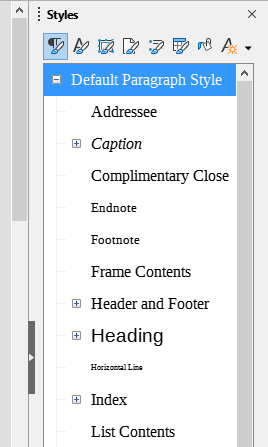 Styles
Default Paragraph Style
Addressee
Caption
Complimentary Close
Endnote
Footnote
Frame Contents
Header and Footer
Heading
Horizontal Line
Index
List Contents